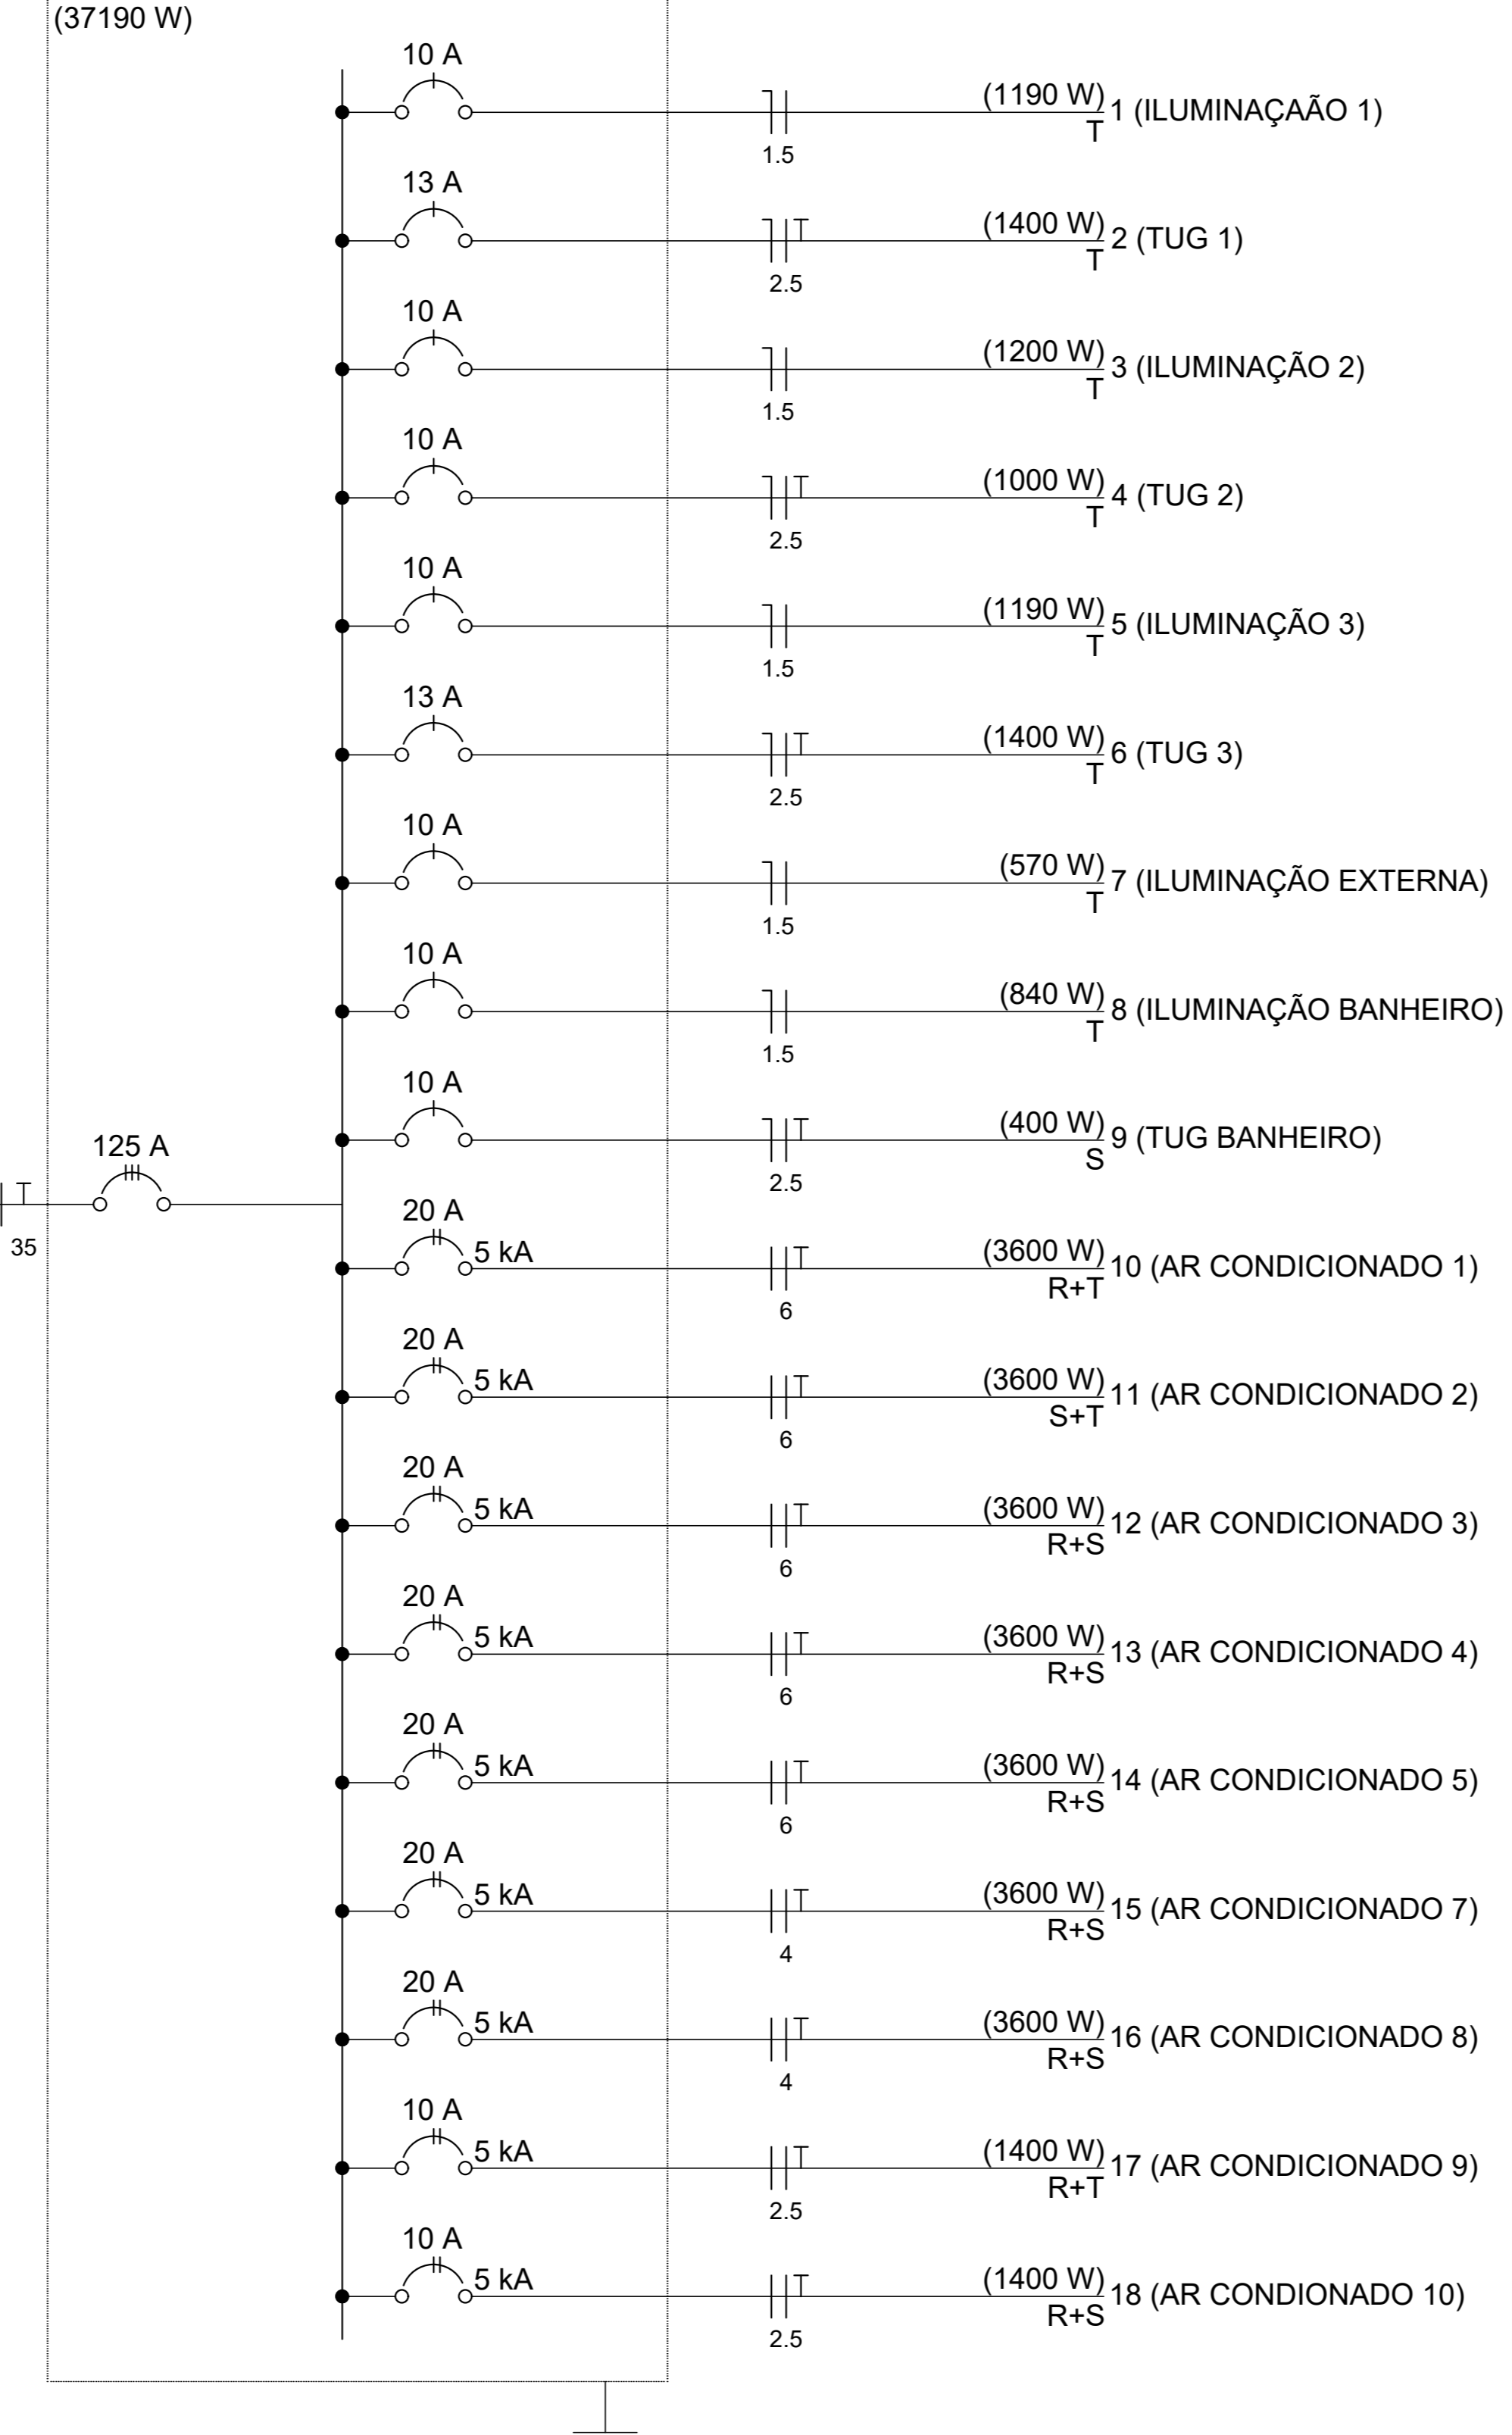 (37190 W)
10 A
(1190 W) 1 (ILUMINAÇAÃO 1)
T
1.5
13 A
(1400 W) 2 (TUG 1)
T
2.5
10 A
(1200 W) 3 (ILUMINAÇÃO 2)
T
1.5
10 A
(1000 W) 4 (TUG 2)
T
2.5
10 A
(1190 W) 5 (ILUMINAÇÃO 3)
T
1.5
13 A
(1400 W) 6 (TUG 3)
T
2.5
10 A
(570 W) 7 (ILUMINAÇÃO EXTERNA)
T
1.5
10 A
(840 W) 8 (ILUMINAÇÃO BANHEIRO)
T
1.5
10 A
(400 W) 9 (TUG BANHEIRO)
S
2.5
125 A
T
35
20 A
5 kA (3600 W) 10 (AR CONDICIONADO 1)
R+T
6
20 A
5 kA (3600 W) 11 (AR CONDICIONADO 2)
S+T
6
20 A
5 kA (3600 W) 12 (AR CONDICIONADO 3)
R+S
6
20 A
5 kA (3600 W) 13 (AR CONDICIONADO 4)
R+S
6
20 A
5 kA (3600 W) 14 (AR CONDICIONADO 5)
R+S
6
20 A
5 kA (3600 W) 15 (AR CONDICIONADO 7)
R+S
4
20 A
5 kA (3600 W) 16 (AR CONDICIONADO 8)
R+S
4
10 A
5 kA (1400 W) 17 (AR CONDICIONADO 9)
R+T
2.5
10 A
5 kA (1400 W) 18 (AR CONDIONADO 10)
R+S
2.5